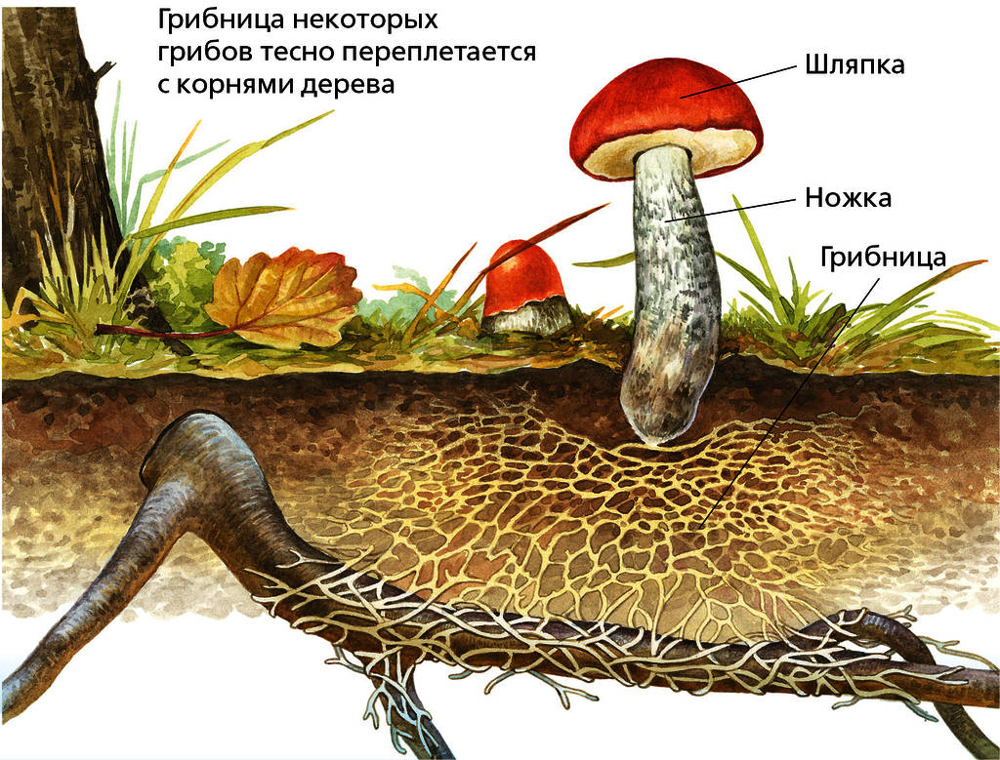 Грибница некоторых
грибов тесно переплетается
с корнями дерева
Шляпка
Ножка
Грибница